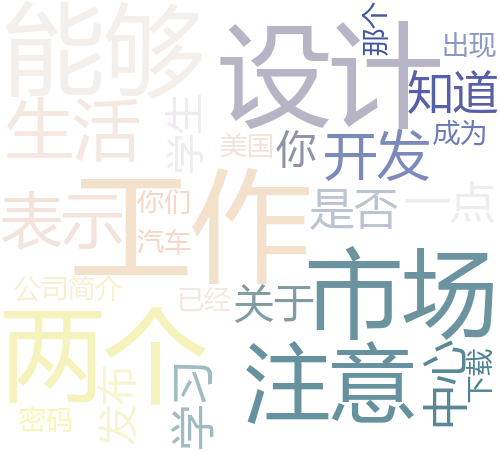 能够
设计
那个
出现
知道
生活
学生
美国
你
开发
成为
表示
你们
工作
是否
一点
汽车
公司简介
已经
关于
市场
两个
发布
学习
注意
中心
下载
密码